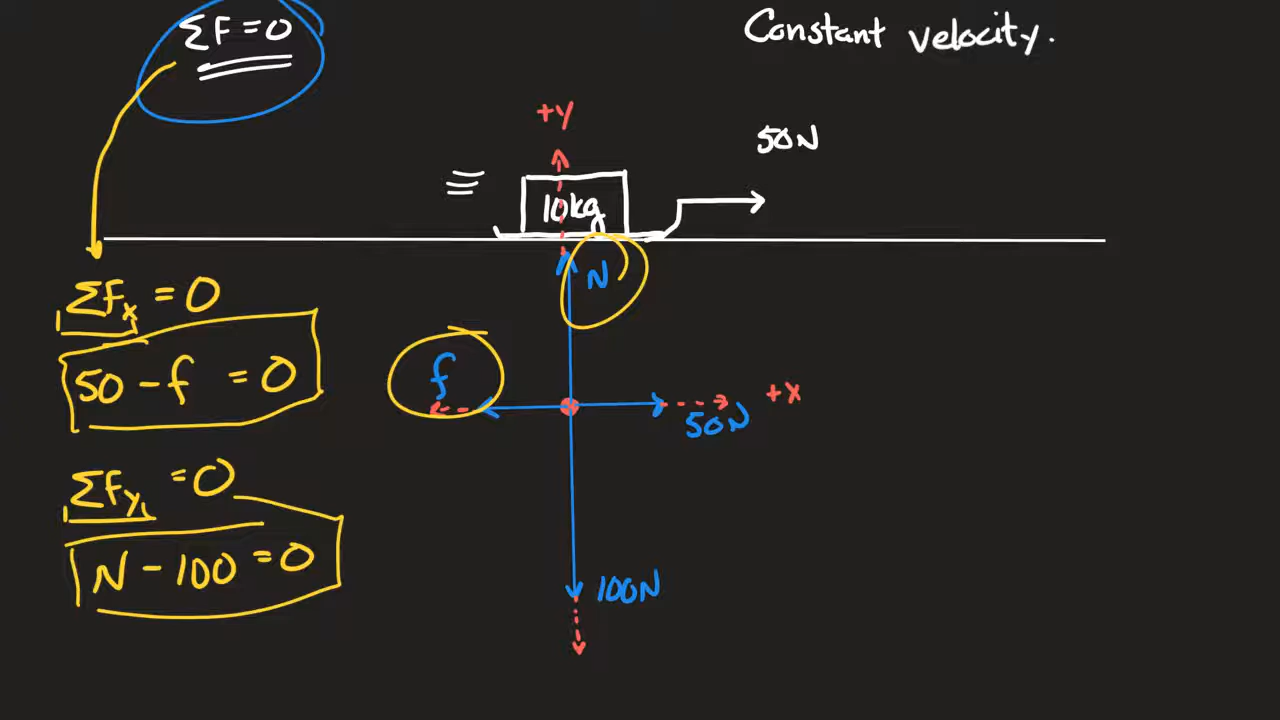 ΣF = 0
Constant velocity.
+y
50N
10kg
N
ΣFx = 0
50 - f = 0
f
+x
50N
ΣFy = 0
N - 100 = 0
100N